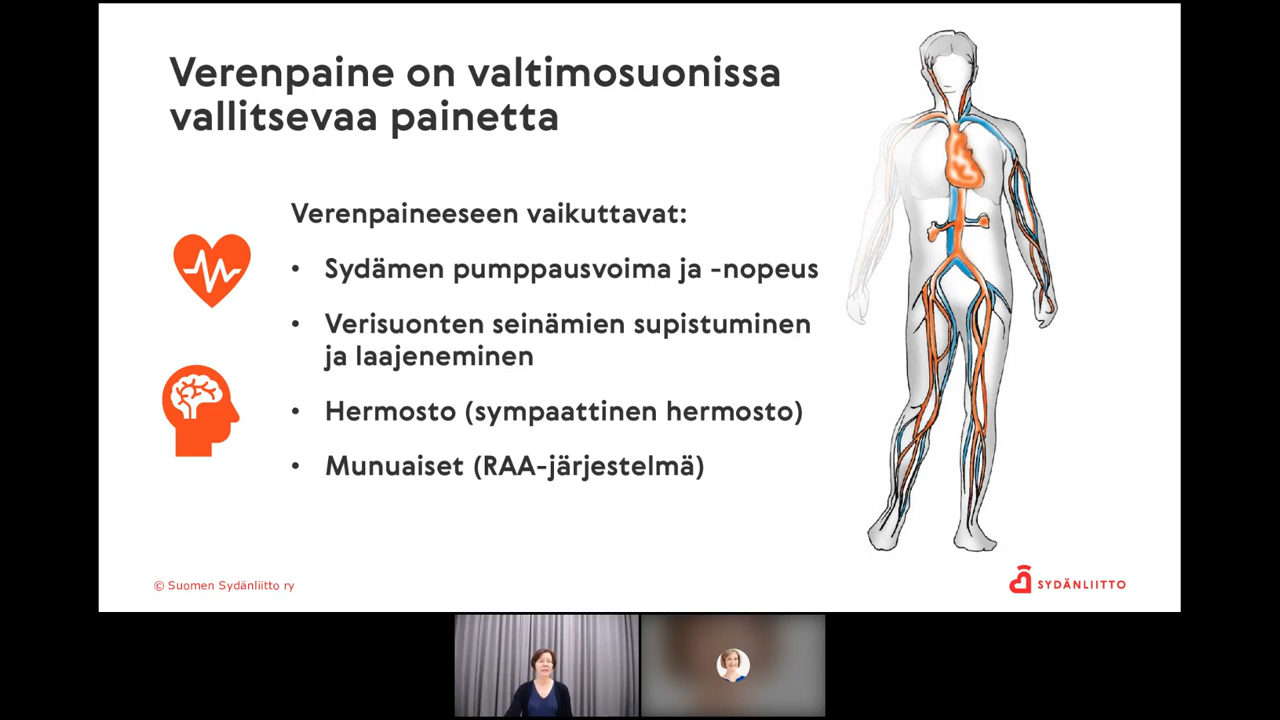 Verenpaine on valtimosuonissa
vallitsevaa painetta
Verenpaineeseen vaikuttavat:
• Sydämen pumppausvoima ja -nopeus
• Verisuonten seinämien supistuminen
ja laajeneminen
• Hermosto (sympaattinen hermosto)
• Munuaiset (RAA-järjestelmä)
© Suomen Sydänliitto ry
SYDÄNLIITTO